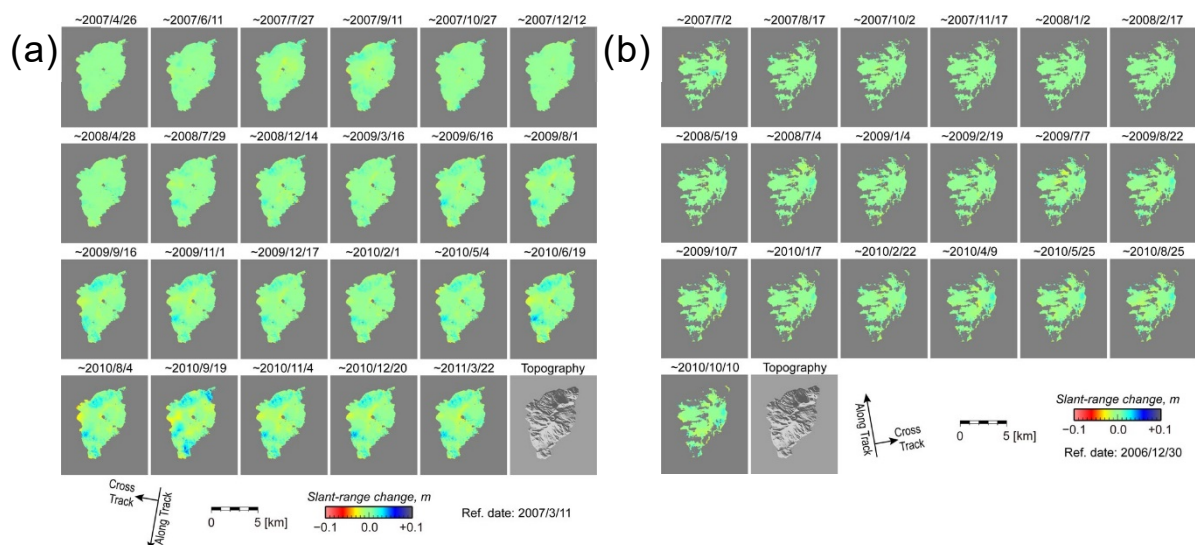 (a)
~2007/4/26 ~2007/6/11 ~2007/7/27 ~2007/9/11 ~2007/10/27 ~2007/12/12
~2008/4/28 ~2008/7/29 ~2008/12/14 ~2009/3/16 ~2009/6/16 ~2009/8/1
~2009/9/16 ~2009/11/1 ~2009/12/17 ~2010/2/1 ~2010/5/4 ~2010/6/19
~2010/8/4 ~2010/9/19 ~2010/11/4 ~2010/12/20 ~2011/3/22 Topography
Cross
Track
Along Track
0 5 [km]
Slant-range change, m
−0.1 0.0 +0.1
Ref. date: 2007/3/11
(b)
~2007/7/2 ~2007/8/17 ~2007/10/2 ~2007/11/17 ~2008/1/2 ~2008/2/17
~2008/5/19 ~2008/7/4 ~2009/1/4 ~2009/2/19 ~2009/7/7 ~2009/8/22
~2009/10/7 ~2010/1/7 ~2010/2/22 ~2010/4/9 ~2010/5/25 ~2010/8/25
~2010/10/10 Topography
Along Track
Cross
Track
0 5
[km]
Slant-range change, m
−0.1 0.0 +0.1
Ref. date: 2006/12/30